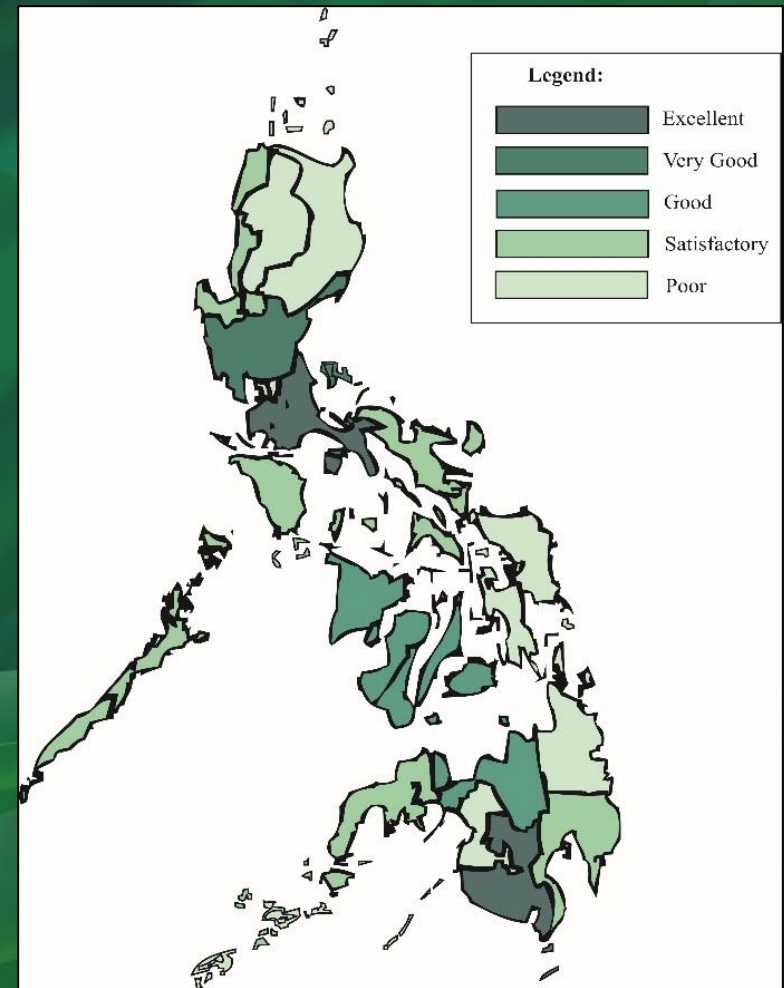 Legend:
Excellent
Very Good
Good
Satisfactory
Poor